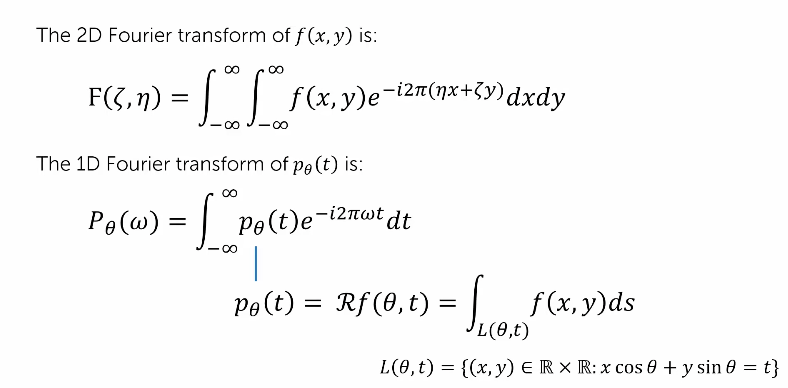 The 2D Fourier transform of f(x, y) is:
F(ζ, η) = ∫_{-∞}^{∞} ∫_{-∞}^{∞} f(x, y)e^{-i2π(ηx+ζy)}dxdy
The 1D Fourier transform of p_θ(t) is:
P_θ(ω) = ∫_{-∞}^{∞} p_θ(t)e^{-i2πωt}dt
p_θ(t) = ℛf(θ, t) = ∫_{L(θ,t)} f(x, y)ds
L(θ, t) = {(x, y) ∈ ℝ × ℝ: x cos θ + y sin θ = t}